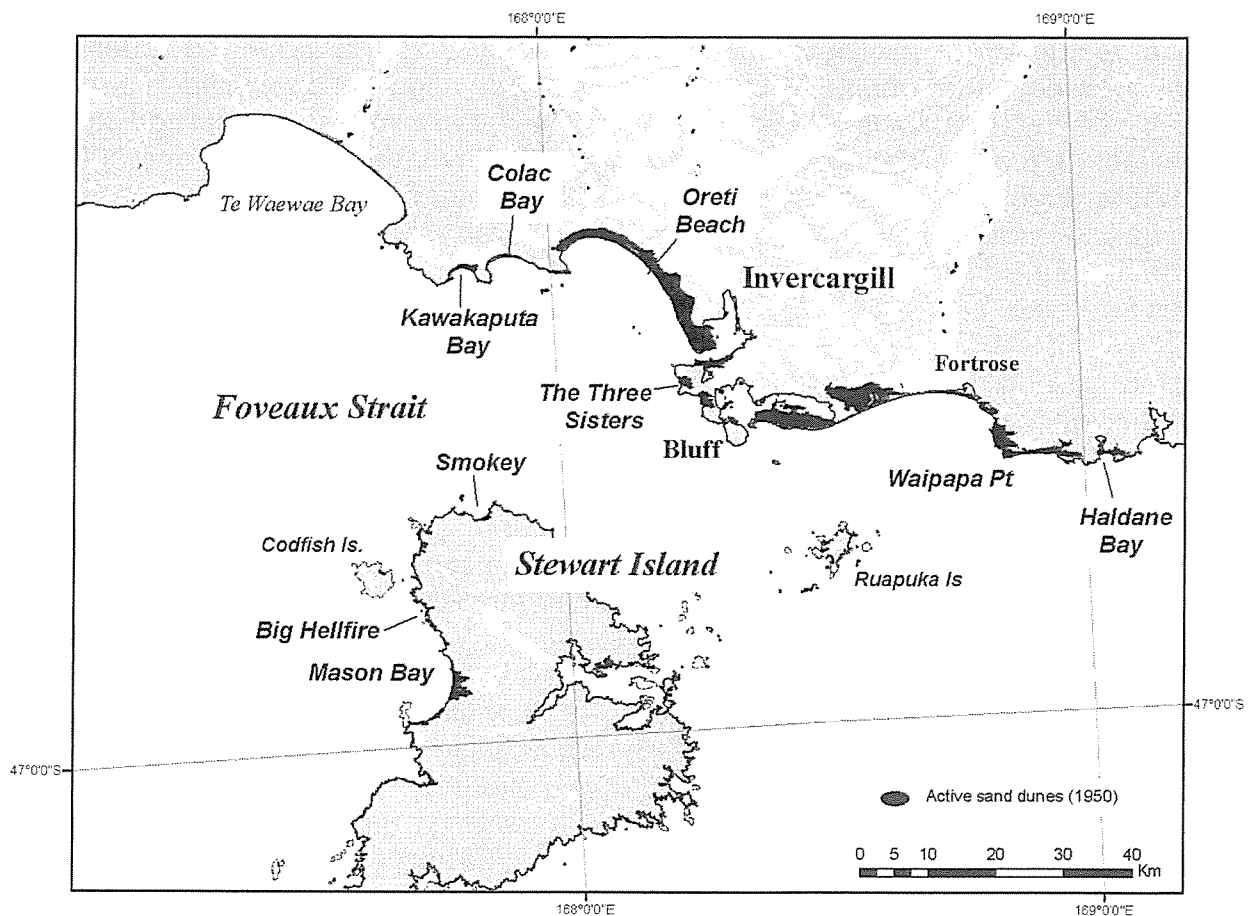 168°0'0"E
169°0'0"E
Colac
Bay
Oreti
Beach
Te Waewae Bay
Invercargill
Kawakaputa
Bay
Fortrose
The Three
Sisters
Foveaux Strait
Bluff
Smokey
Waipapa Pt
Haldane
Bay
Codfish Is.
Stewart Island
Ruapuka Is
Big Hellfire
Mason Bay
47°0'0"S
47°0'0"S
Active sand dunes (1950)
0 5 10 20 30 40
Km
168°0'0"E
169°0'0"E